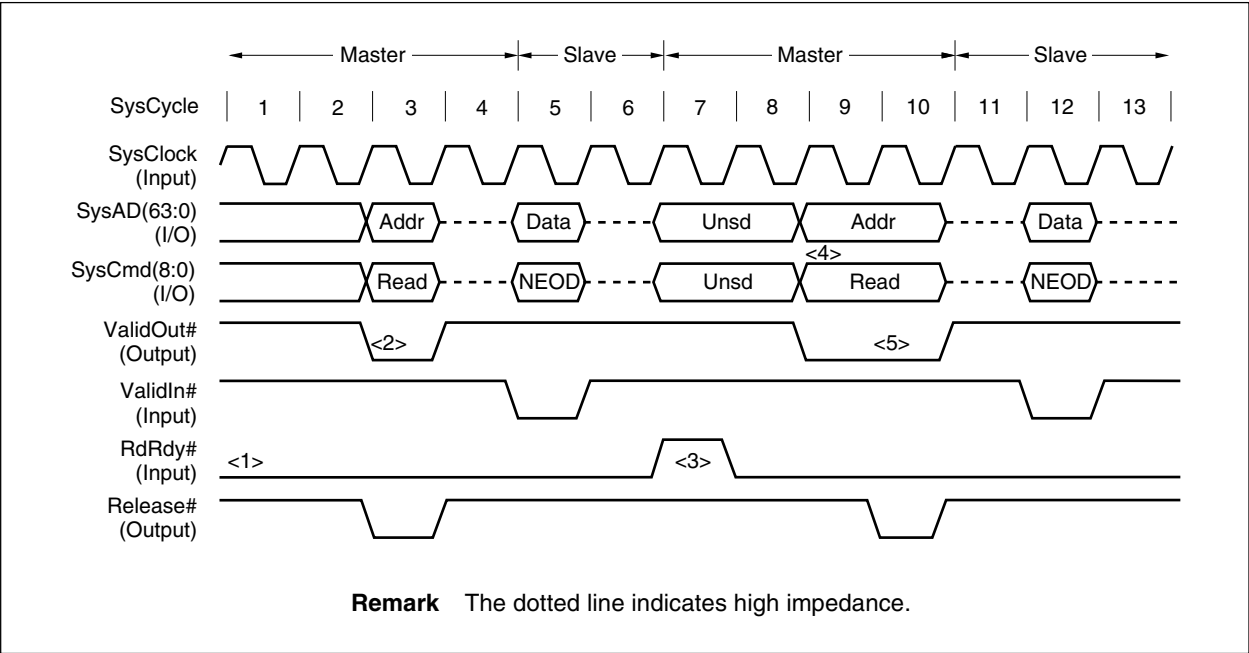 Master Slave Master Slave
SysCycle 1 2 3 4 5 6 7 8 9 10 11 12 13
SysClock
(Input)
SysAD(63:0)
(I/O)
Addr Data Unsd Addr Data
<4>
SysCmd(8:0)
(I/O)
Read NEOD Unsd Read NEOD
ValidOut#
(Output)
<2> <5>
ValidIn#
(Input)
RdRdy#
(Input)
<1> <3>
Release#
(Output)
Remark The dotted line indicates high impedance.